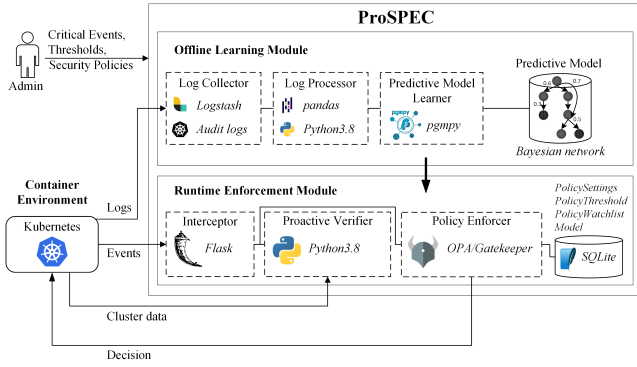 ProSPEC
Critical Events,
Thresholds,
Security Policies
Admin
Offline Learning Module
Log Collector
Logstash
Audit logs
Log Processor
pandas
Python3.8
Predictive Model
Learner
pgmpy
pgmpy
Predictive Model
0.6
0.7
0.3
0.5
Bayesian network
Container
Environment
Kubernetes
Logs
Events
Runtime Enforcement Module
Interceptor
Flask
Proactive Verifier
Python3.8
Policy Enforcer
OPA/Gatekeeper
PolicySettings
PolicyThreshold
PolicyWatchlist
Model
SQLite
Cluster data
Decision